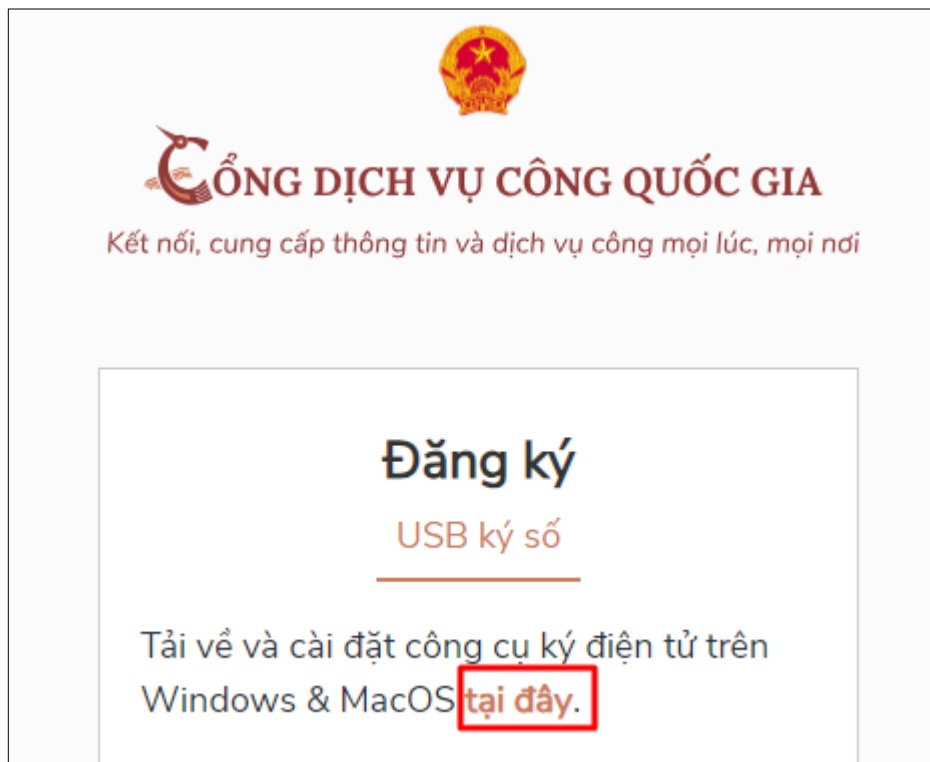 CỔNG DỊCH VỤ CÔNG QUỐC GIA
Kết nối, cung cấp thông tin và dịch vụ công mọi lúc, mọi nơi
Đăng ký
USB ký số
Tải về và cài đặt công cụ ký điện tử trên
Windows & MacOS tại đây.